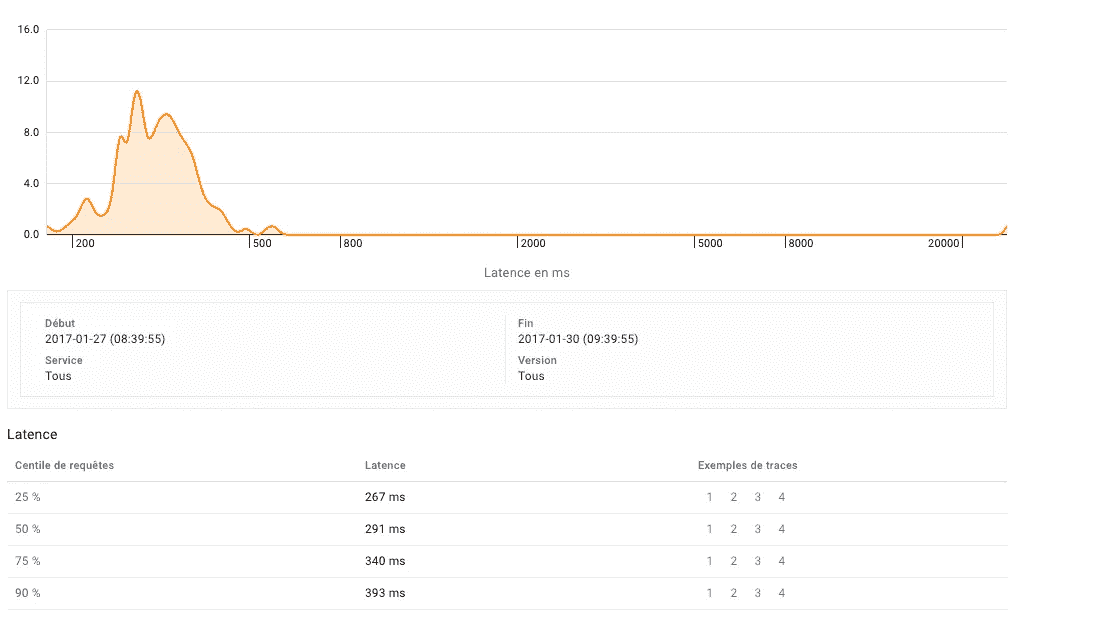 16.0
12.0
8.0
4.0
0.0
200 500 800 2000 5000 8000 20000
Latence en ms
Début Fin
2017-01-27 (08:39:55) 2017-01-30 (09:39:55)
Service Version
Tous Tous
Latence
Centile de requêtes Latence Exemples de traces
25 % 267 ms 1 2 3 4
50 % 291 ms 1 2 3 4
75 % 340 ms 1 2 3 4
90 % 393 ms 1 2 3 4